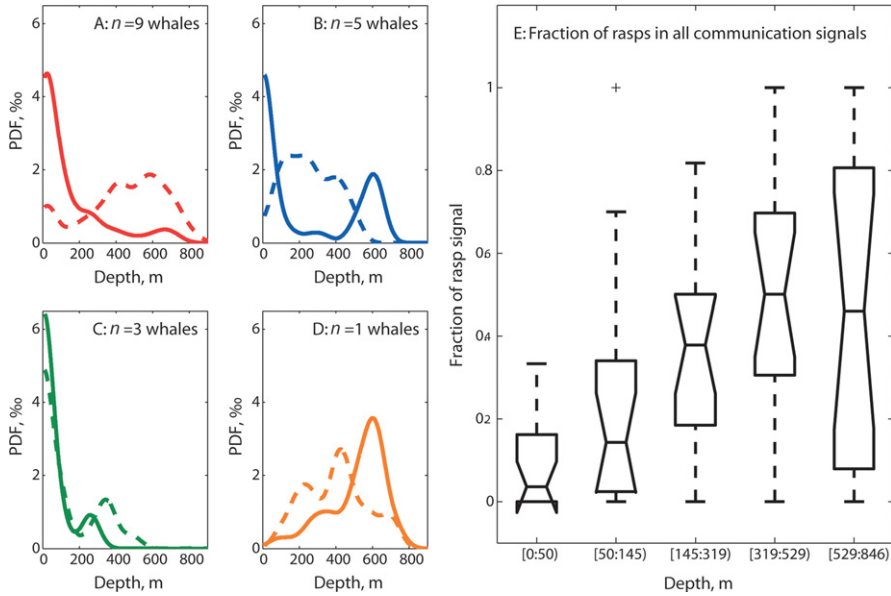 A: n=9 whales
6
4
2
0
PDF, ‰
0 200 400 600 800
Depth, m
B: n=5 whales
6
4
2
0
PDF, ‰
0 200 400 600 800
Depth, m
C: n=3 whales
6
4
2
0
PDF, ‰
0 200 400 600 800
Depth, m
D: n=1 whales
6
4
2
0
PDF, ‰
0 200 400 600 800
Depth, m
E: Fraction of rasps in all communication signals
1
0.8
0.6
0.4
0.2
0
Fraction of rasp signal
[0:50) [50:145) [145:319) [319:529) [529:846)
Depth, m